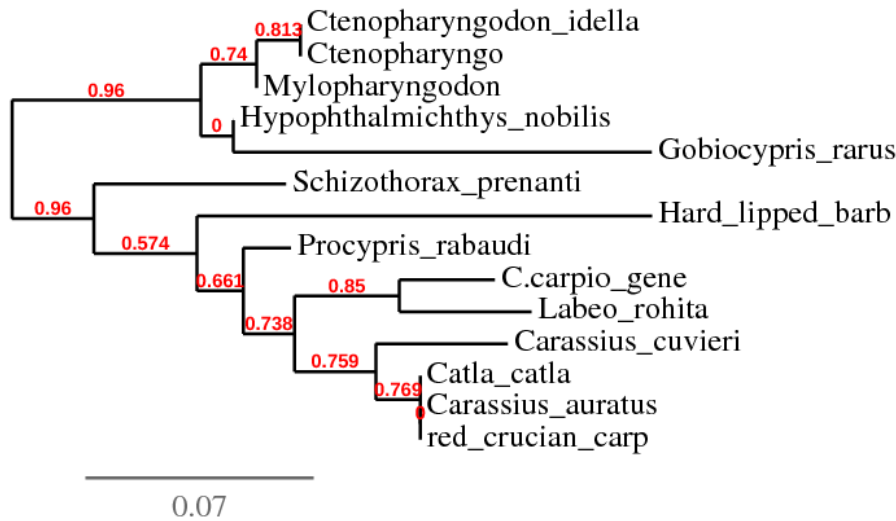 Ctenopharyngodon_idella
0.813
Ctenopharyngo
0.74
Mylopharyngodon
0.96
Hypophthalmichthys_nobilis
0
Gobiocypris_rarus
Schizothorax_prenanti
0.96
Hard_lipped_barb
0.574
Procypris_rabaudi
0.661
C.carpio_gene
0.85
Labeo_rohita
0.738
Carassius_cuvieri
0.759
Catla_catla
0.769
Carassius_auratus
0
red_crucian_carp
0.07